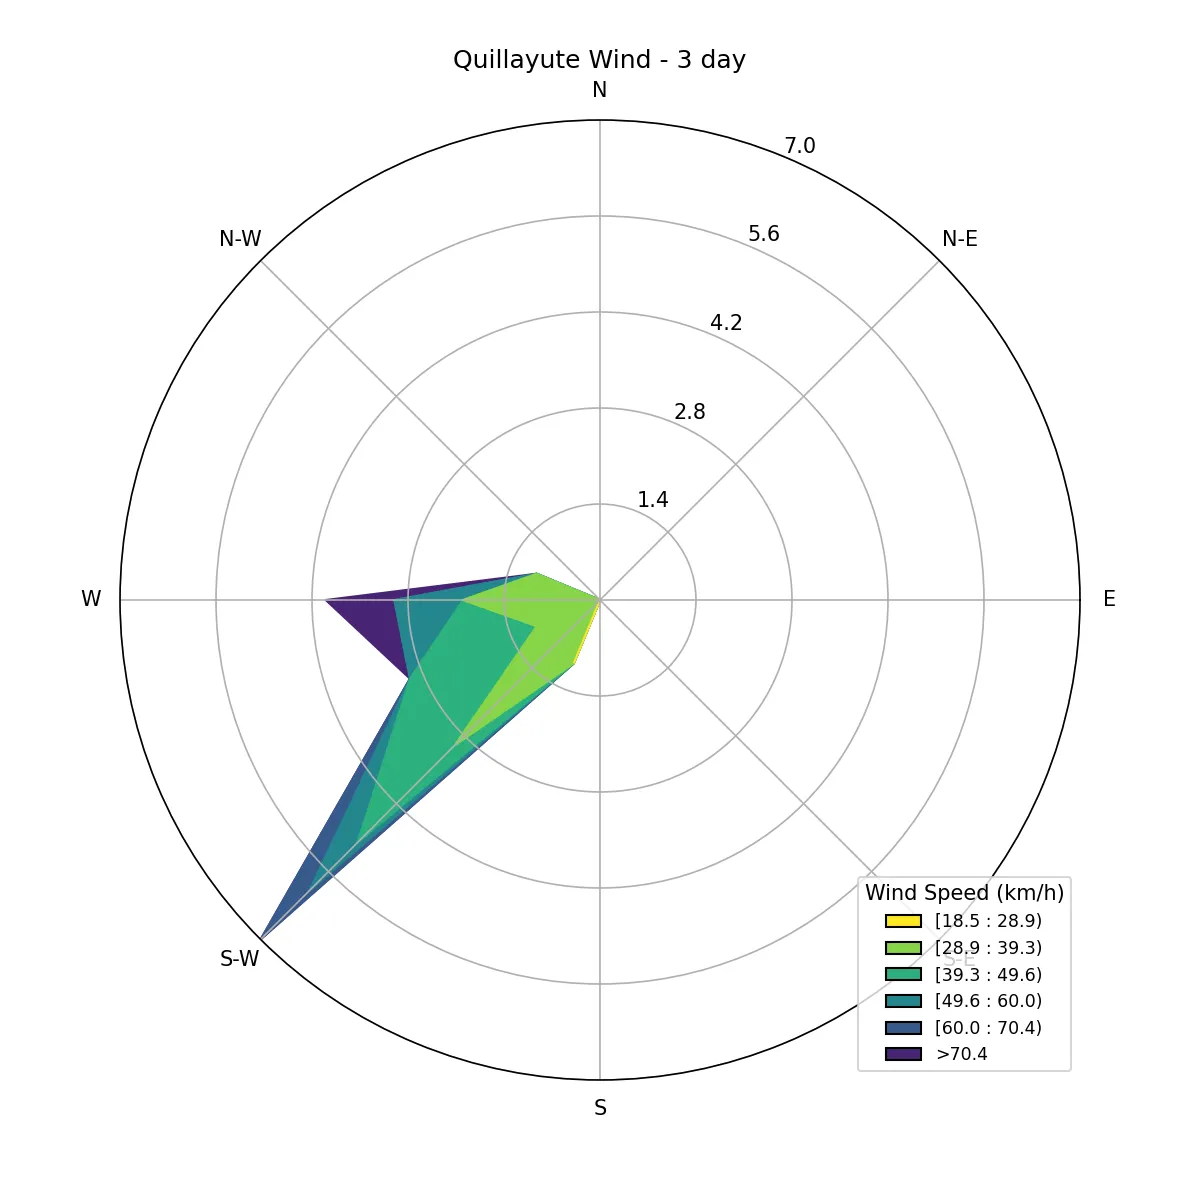 Quillayute Wind - 3 day
N
7.0
5.6
N-W
N-E
4.2
2.8
1.4
W
E
S-W
S-E
S
Wind Speed (km/h)
[18.5 : 28.9)
[28.9 : 39.3)
[39.3 : 49.6)
[49.6 : 60.0)
[60.0 : 70.4)
>70.4